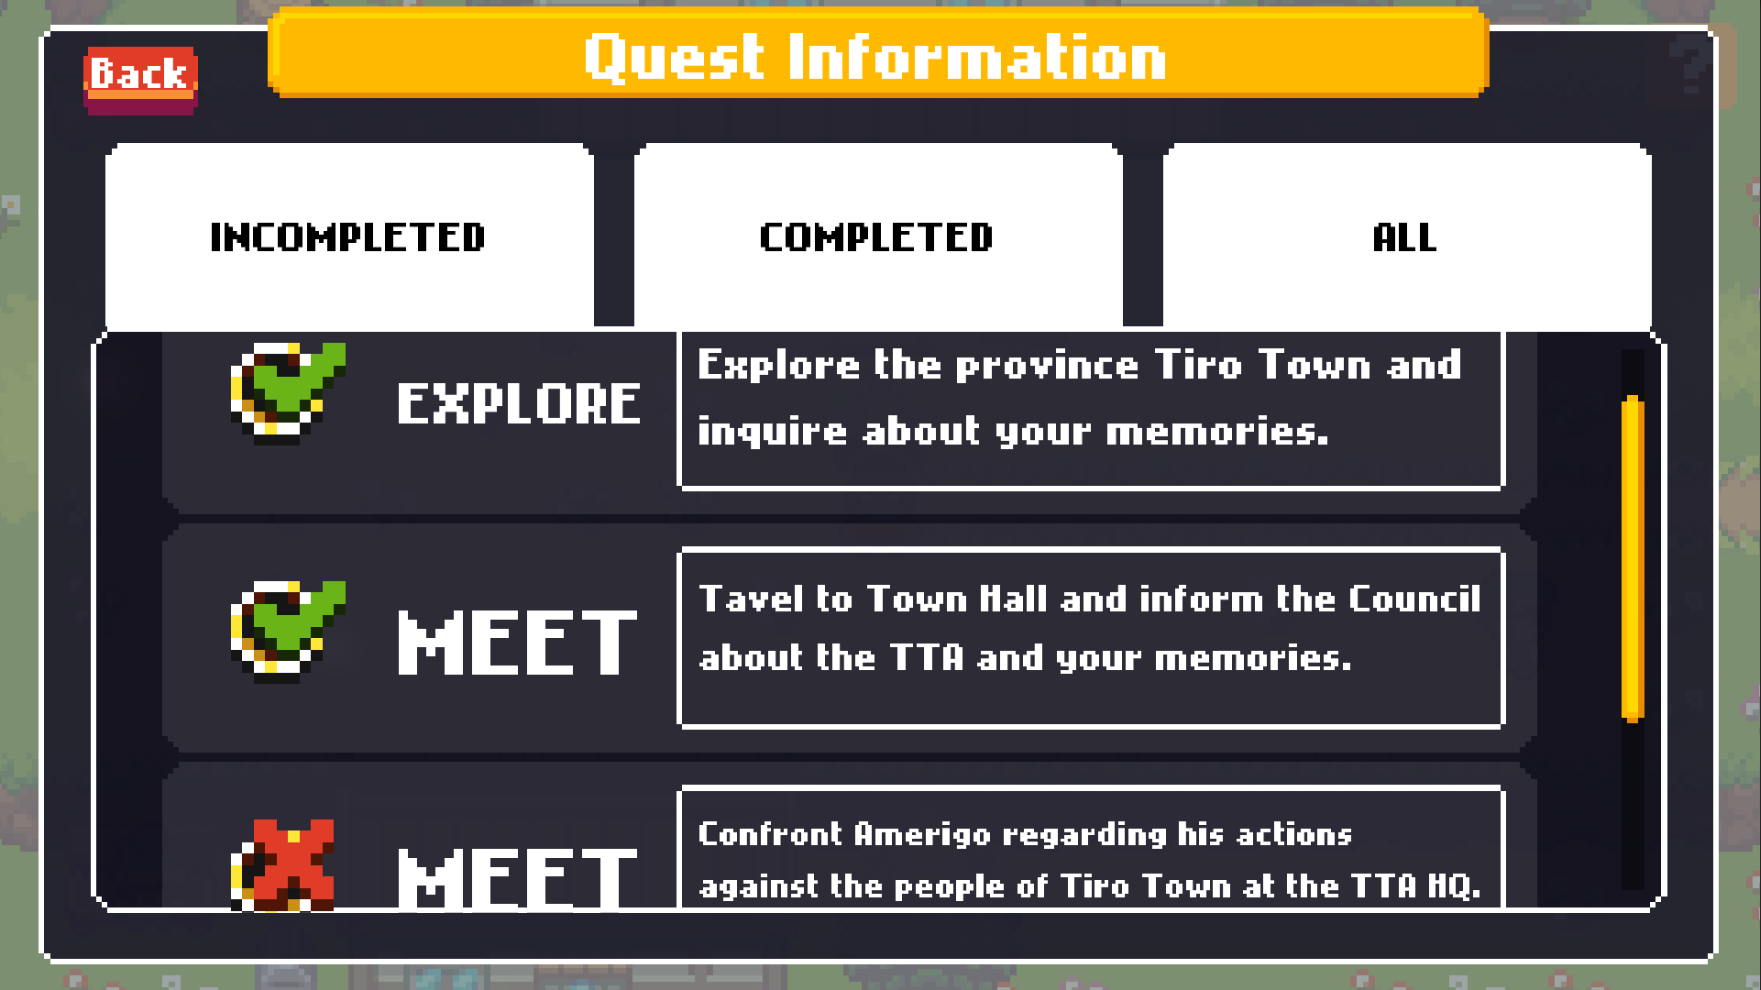 Quest Information
Back
?
INCOMPLETED
COMPLETED
ALL
EXPLORE
Explore the province Tiro Town and
inquire about your memories.
MEET
Tavel to Town Hall and inform the Council
about the TTA and your memories.
MEET
Confront Amerigo regarding his actions
against the people of Tiro Town at the TTA HQ.